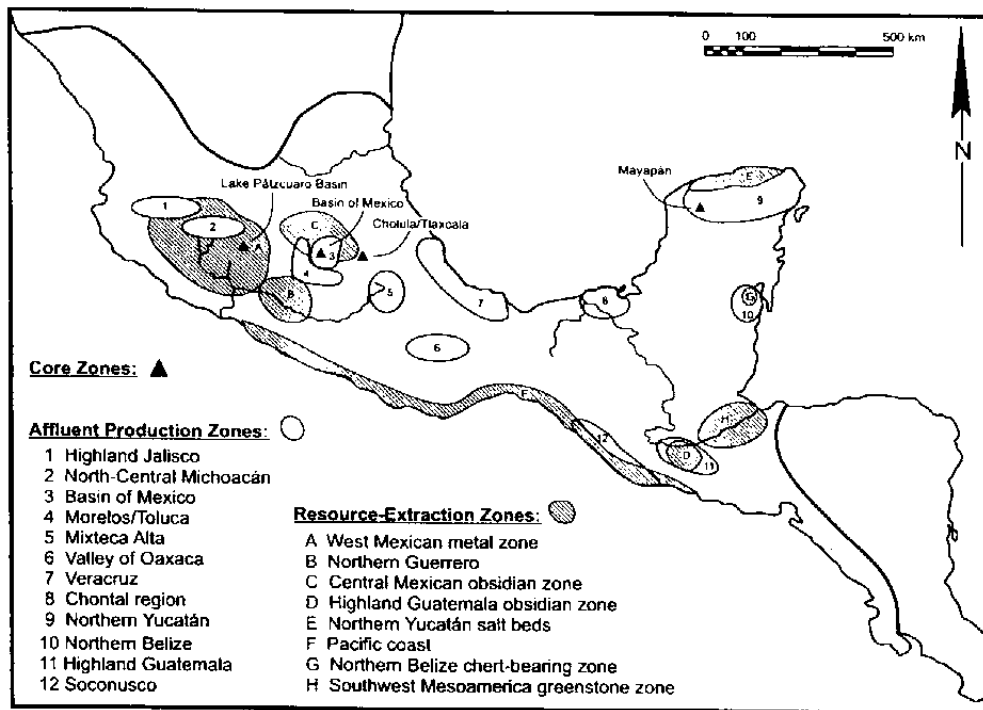 0 100 500 km
N
Lake Pátzcuaro Basin
Basin of Mexico
Cholula/Tlaxcala
Mayapán
E
9
1
2
A
C
3
4
B
5
7
8
G
10
6
F
12
H
D
11
Core Zones:
Affluent Production Zones:
1 Highland Jalisco
2 North-Central Michoacán
3 Basin of Mexico
4 Morelos/Toluca
5 Mixteca Alta
6 Valley of Oaxaca
7 Veracruz
8 Chontal region
9 Northern Yucatán
10 Northern Belize
11 Highland Guatemala
12 Soconusco
Resource-Extraction Zones:
A West Mexican metal zone
B Northern Guerrero
C Central Mexican obsidian zone
D Highland Guatemala obsidian zone
E Northern Yucatán salt beds
F Pacific coast
G Northern Belize chert-bearing zone
H Southwest Mesoamerica greenstone zone